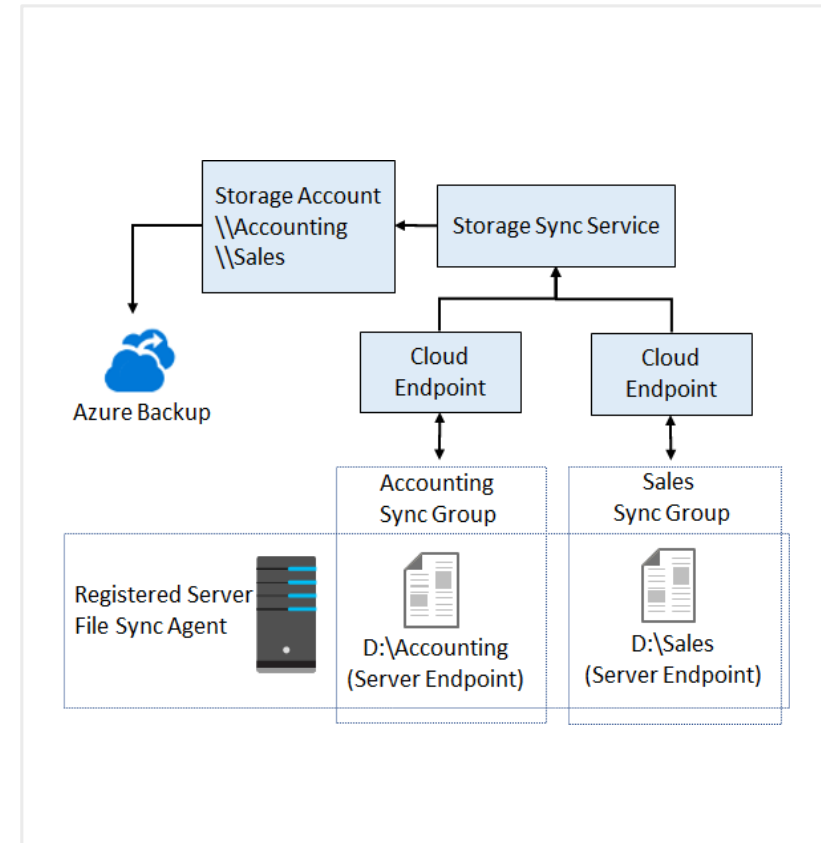 Storage Account
\\Accounting
\\Sales
Storage Sync Service
Cloud
Endpoint
Cloud
Endpoint
Azure Backup
Accounting
Sync Group
Sales
Sync Group
Registered Server
File Sync Agent
D:\Accounting
(Server Endpoint)
D:\Sales
(Server Endpoint)